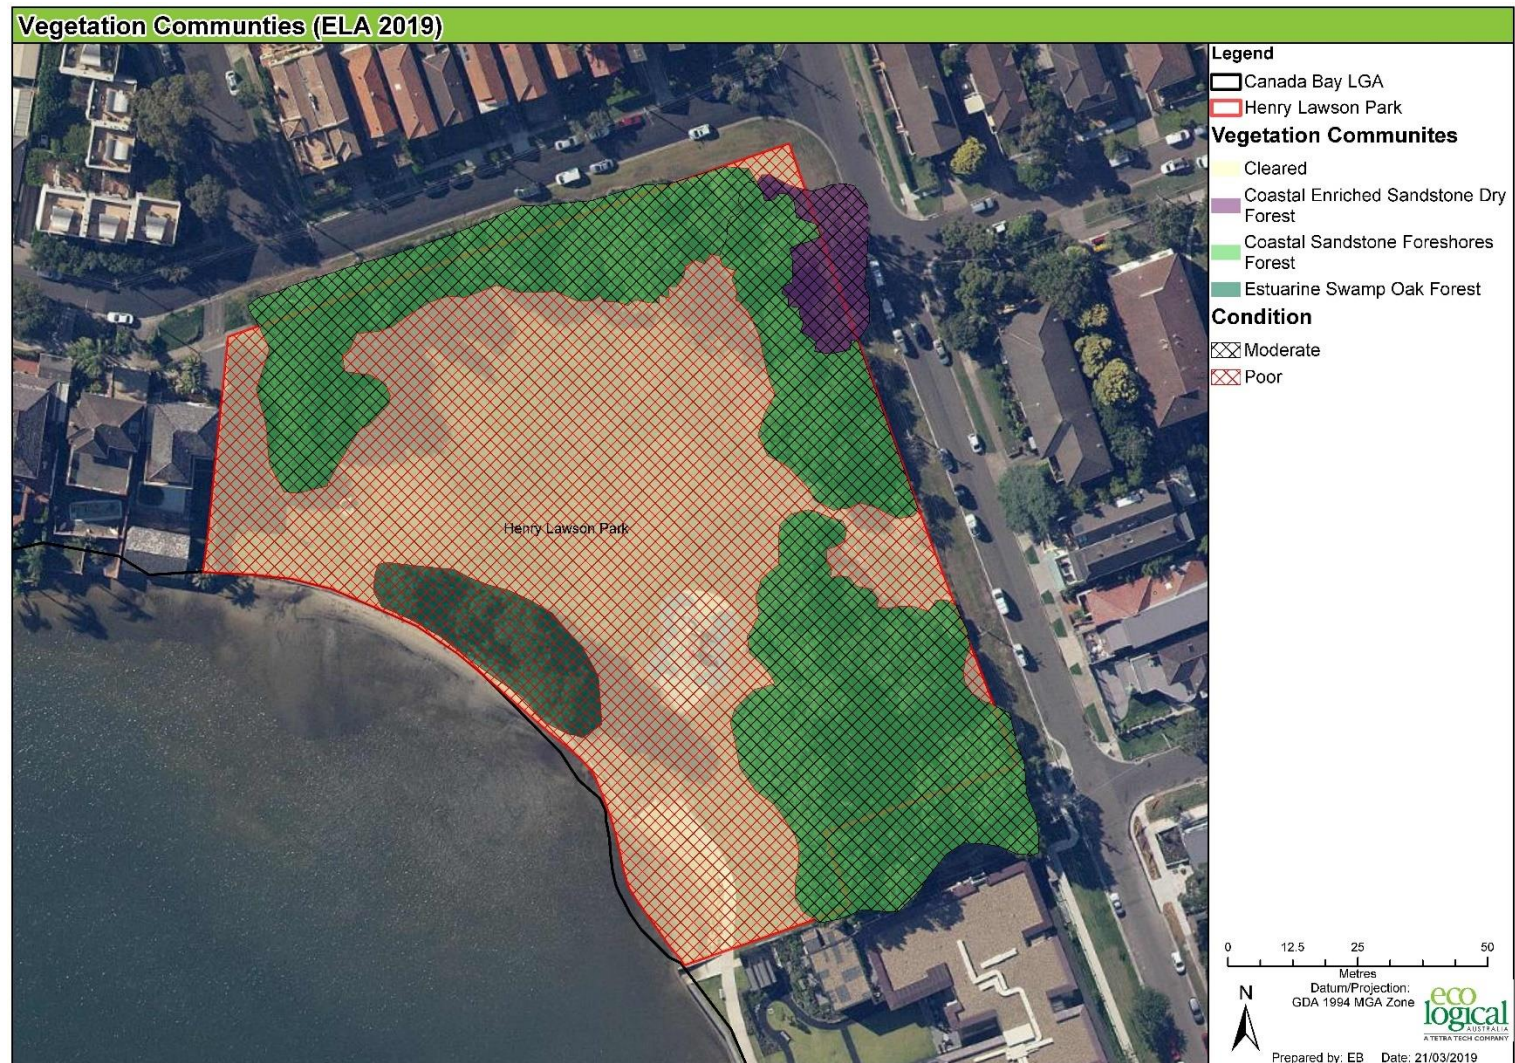 Vegetation Communties (ELA 2019)
Legend
Canada Bay LGA
Henry Lawson Park
Vegetation Communites
Cleared
Coastal Enriched Sandstone Dry
Forest
Coastal Sandstone Foreshores
Forest
Estuarine Swamp Oak Forest
Condition
Moderate
Poor
Henry Lawson Park
0 12.5 25 50
Metres
Datum/Projection:
GDA 1994 MGA Zone
N
eco
logical
AUSTRALIA
A TETRA TECH COMPANY
Prepared by: EB Date: 21/03/2019